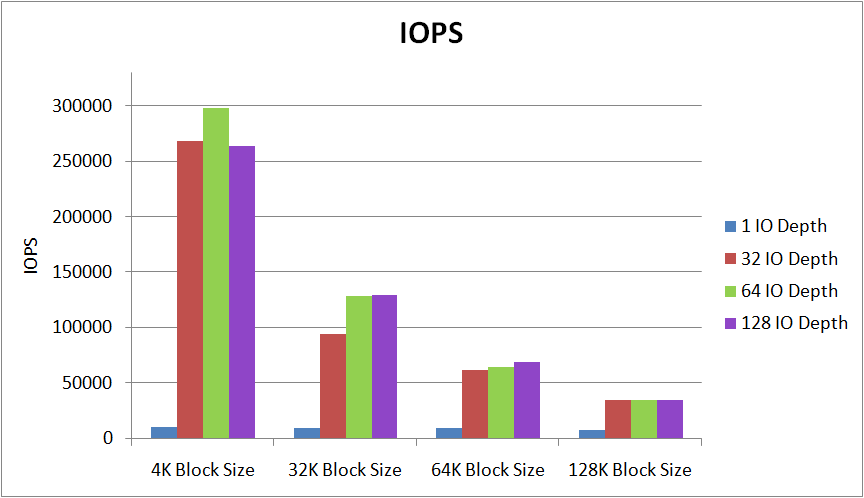 IOPS
300000
250000
200000
150000
100000
50000
0
IOPS
4K Block Size
32K Block Size
64K Block Size
128K Block Size
1 IO Depth
32 IO Depth
64 IO Depth
128 IO Depth